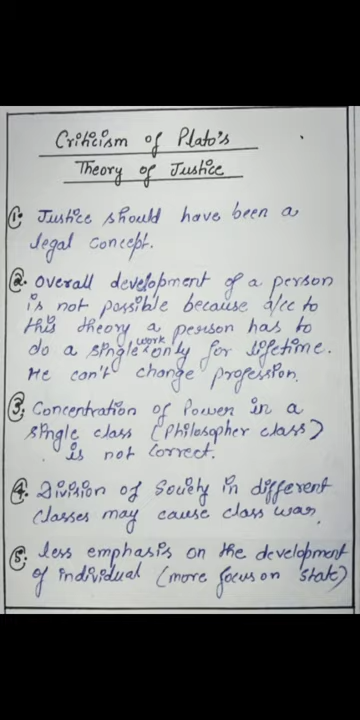 Criticism of Plato's
Theory of Justice
1. Justice should have been a
legal concept.
2. Overall development of a person
is not possible because a/cc to
this theory a person has to
do a single work only for lifetime.
He can't change profession.
3. Concentration of Power in a
single class (Philosopher class)
is not correct.
4. Division of Society in different
classes may cause class war.
5. less emphasis on the development
of individual (more focus on state)